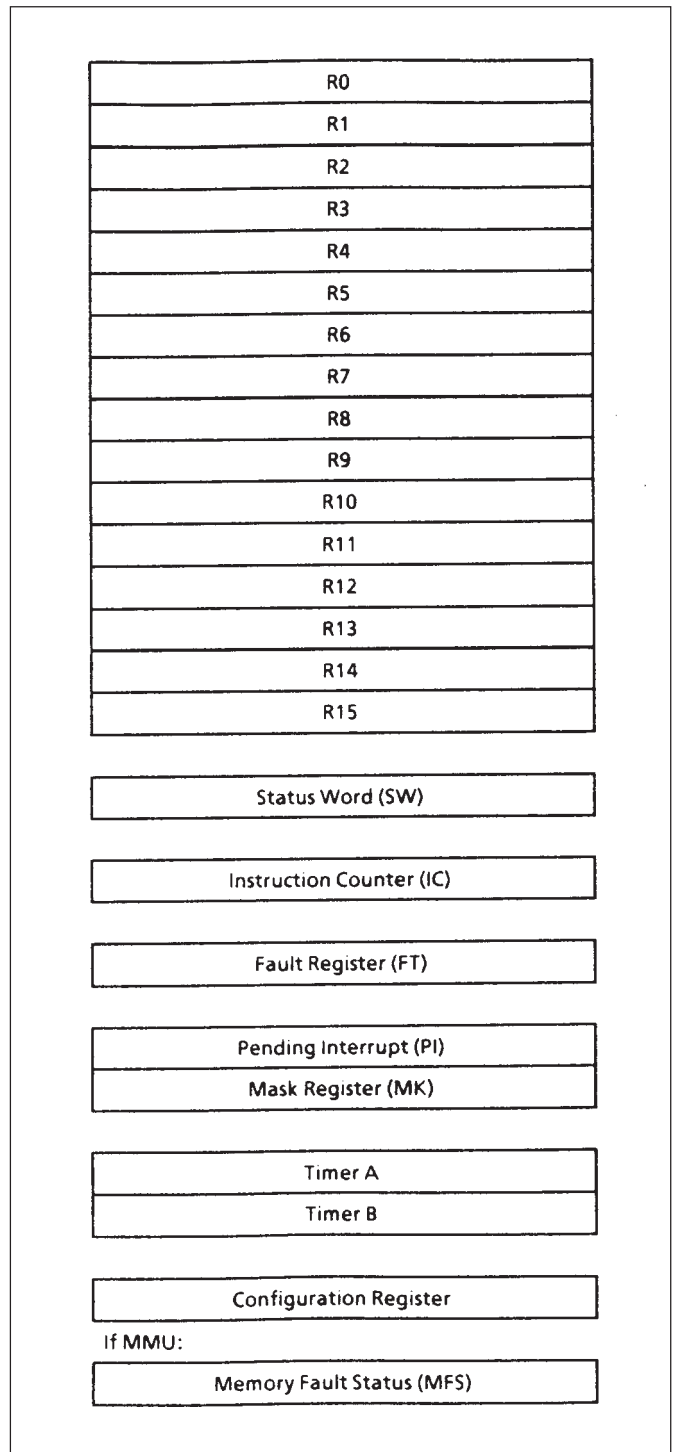 R0
R1
R2
R3
R4
R5
R6
R7
R8
R9
R10
R11
R12
R13
R14
R15
Status Word (SW)
Instruction Counter (IC)
Fault Register (FT)
Pending Interrupt (PI)
Mask Register (MK)
Timer A
Timer B
Configuration Register
If MMU:
Memory Fault Status (MFS)